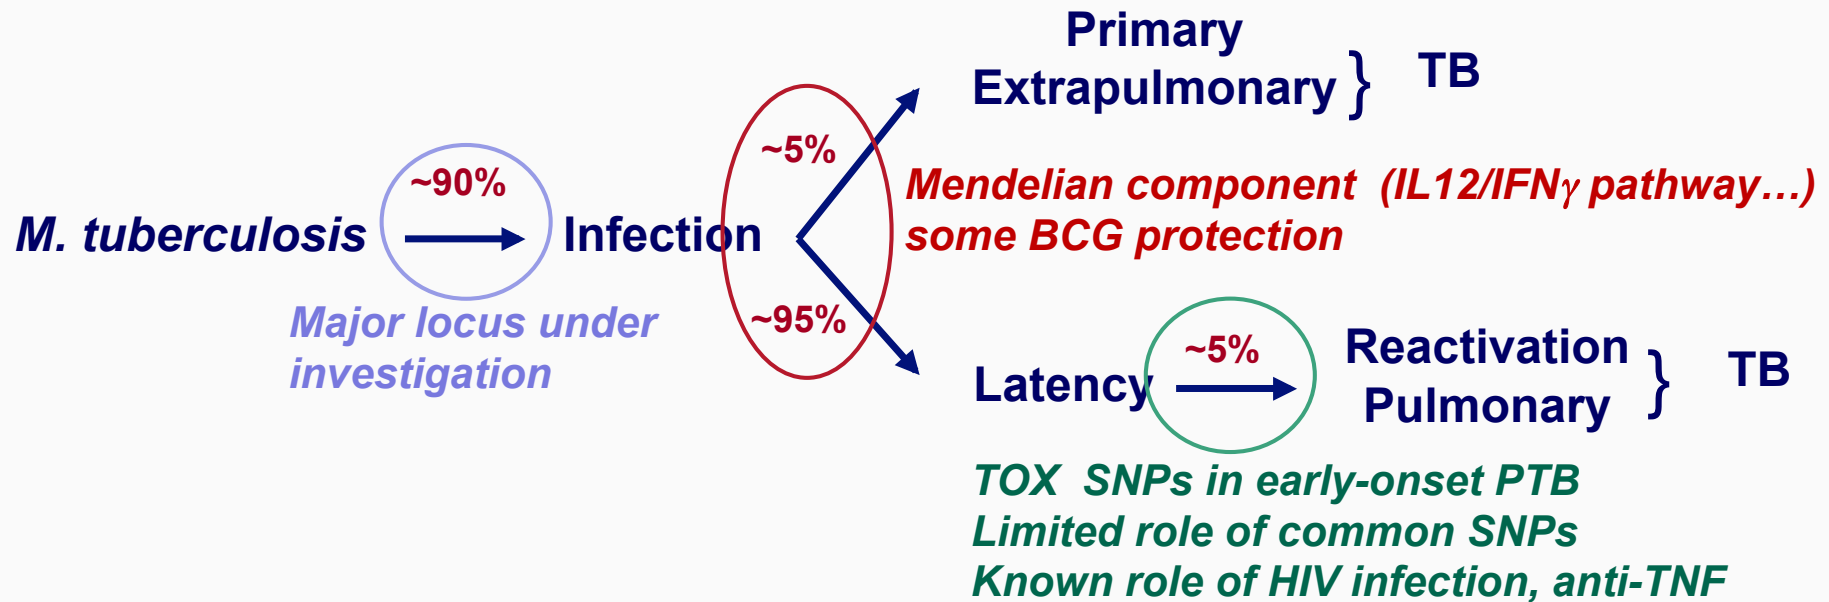 Primary
Extrapulmonary } TB
~5%
~90%
Mendelian component (IL12/IFNγ pathway…)
M. tuberculosis Infection
some BCG protection
Major locus under
investigation
~95%
~5%
Reactivation
Latency
Pulmonary } TB
TOX SNPs in early-onset PTB
Limited role of common SNPs
Known role of HIV infection, anti-TNF